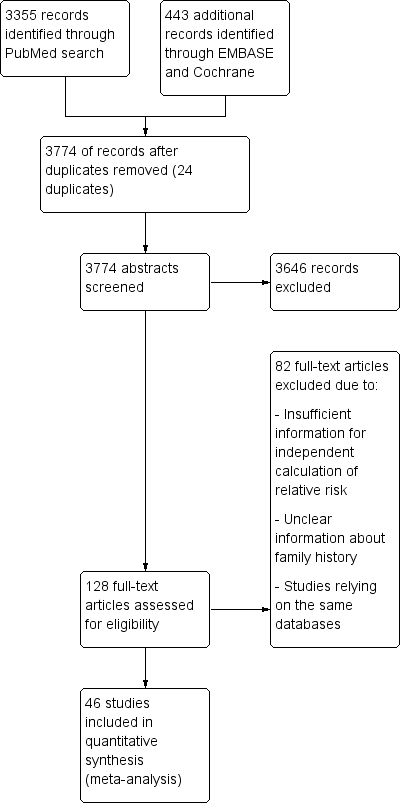 3355 records
identified through
PubMed search
443 additional
records identified
through EMBASE
and Cochrane
3774 of records after
duplicates removed (24
duplicates)
3774 abstracts
screened
3646 records
excluded
82 full-text articles
excluded due to:
- Insufficient
information for
independent
calculation of
relative risk
- Unclear
information about
family history
- Studies relying
on the same
databases
128 full-text
articles assessed
for eligibility
46 studies
included in
quantitative
synthesis
(meta-analysis)